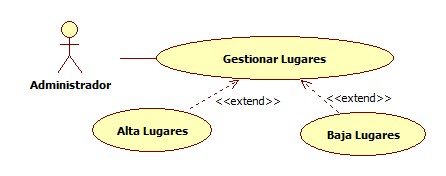 Gestionar Lugares
Administrador
<<extend>>
<<extend>>
Alta Lugares
Baja Lugares